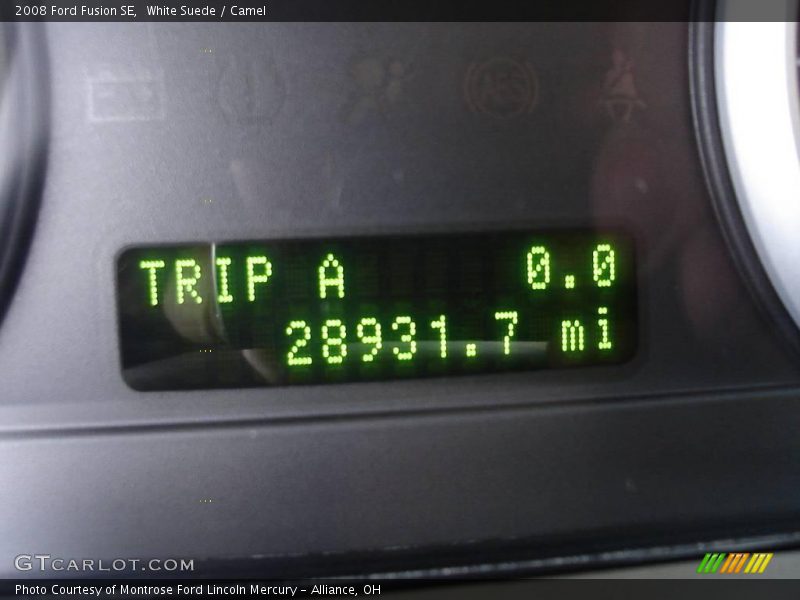 2008 Ford Fusion SE, White Suede / Camel
ABS
TRIP A 0.0
28931.7 mi
GTCARLOT.COM
Photo Courtesy of Montrose Ford Lincoln Mercury - Alliance, OH